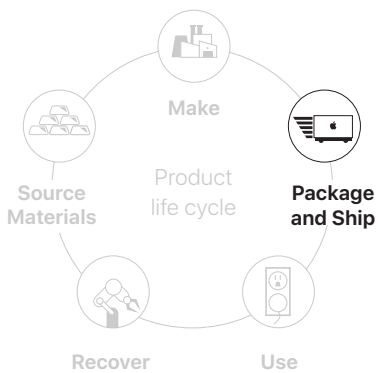 Make
Package
and Ship
Product
life cycle
Source
Materials
Recover
Use